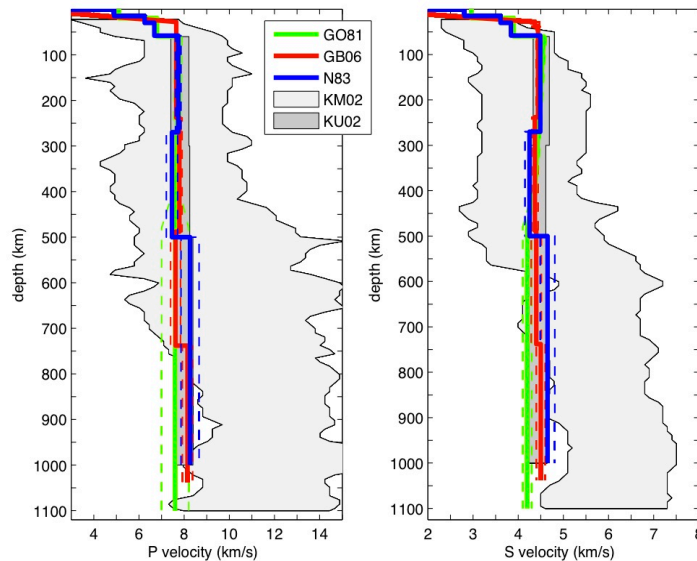 100
200
300
400
500
600
700
800
900
1000
1100
depth (km)
4 6 8 10 12 14
P velocity (km/s)
GO81
GB06
N83
KM02
KU02
100
200
300
400
500
600
700
800
900
1000
1100
depth (km)
2 3 4 5 6 7 8
S velocity (km/s)